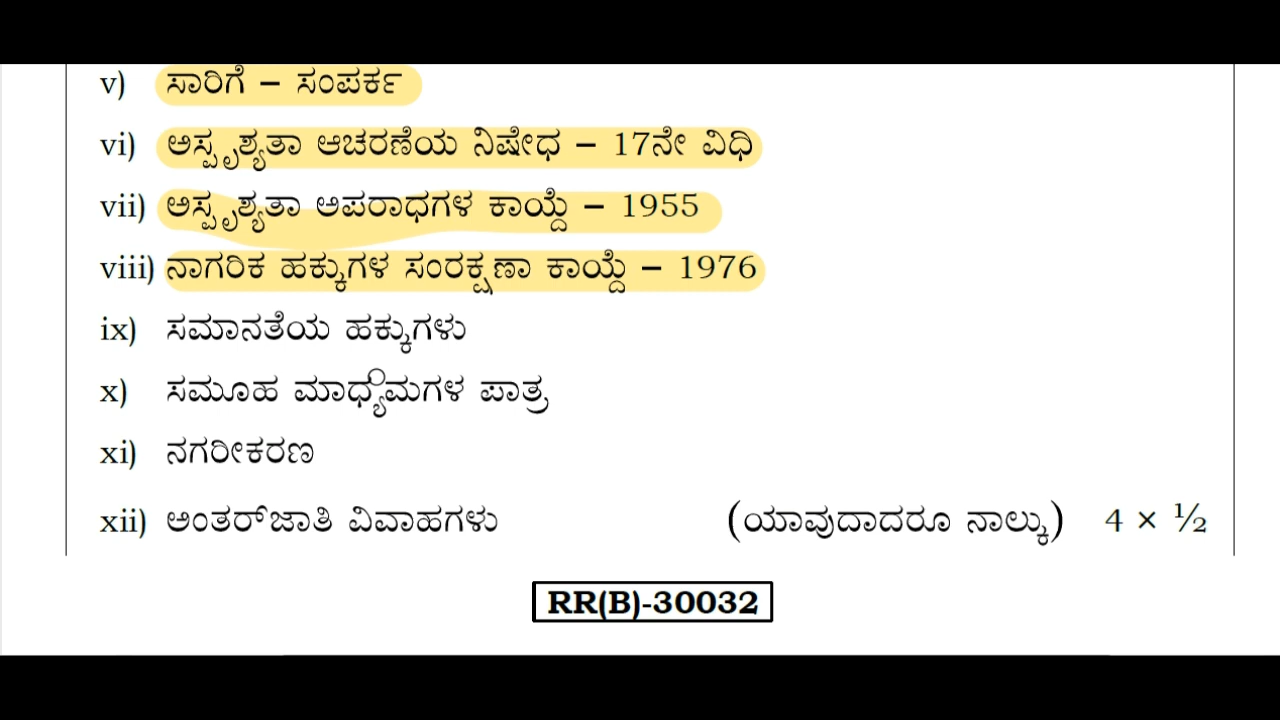 v) ಸಾರಿಗೆ – ಸಂಪರ್ಕ
vi) ಅಸ್ಪೃಶ್ಯತಾ ಆಚರಣೆಯ ನಿಷೇಧ – 17ನೇ ವಿಧಿ
vii) ಅಸ್ಪೃಶ್ಯತಾ ಅಪರಾಧಗಳ ಕಾಯ್ದೆ – 1955
viii) ನಾಗರಿಕ ಹಕ್ಕುಗಳ ಸಂರಕ್ಷಣಾ ಕಾಯ್ದೆ – 1976
ix) ಸಮಾನತೆಯ ಹಕ್ಕುಗಳು
x) ಸಮೂಹ ಮಾಧ್ಯಮಗಳ ಪಾತ್ರ
xi) ನಗರೀಕರಣ
xii) ಅಂತರ್‌ಜಾತಿ ವಿವಾಹಗಳು (ಯಾವುದಾದರೂ ನಾಲ್ಕು) 4 × ½
RR(B)-30032